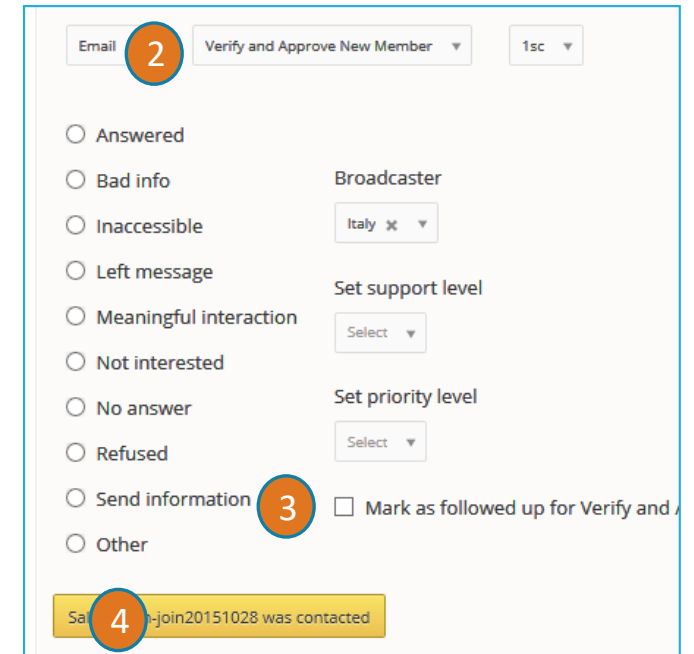 Email 2 Verify and Approve New Member 1sc
Answered
Bad info
Inaccessible
Left message
Meaningful interaction
Not interested
No answer
Refused
Send information
Other
Broadcaster
Italy
Set support level
Select
Set priority level
Select
3 Mark as followed up for Verify and
4 -join20151028 was contacted